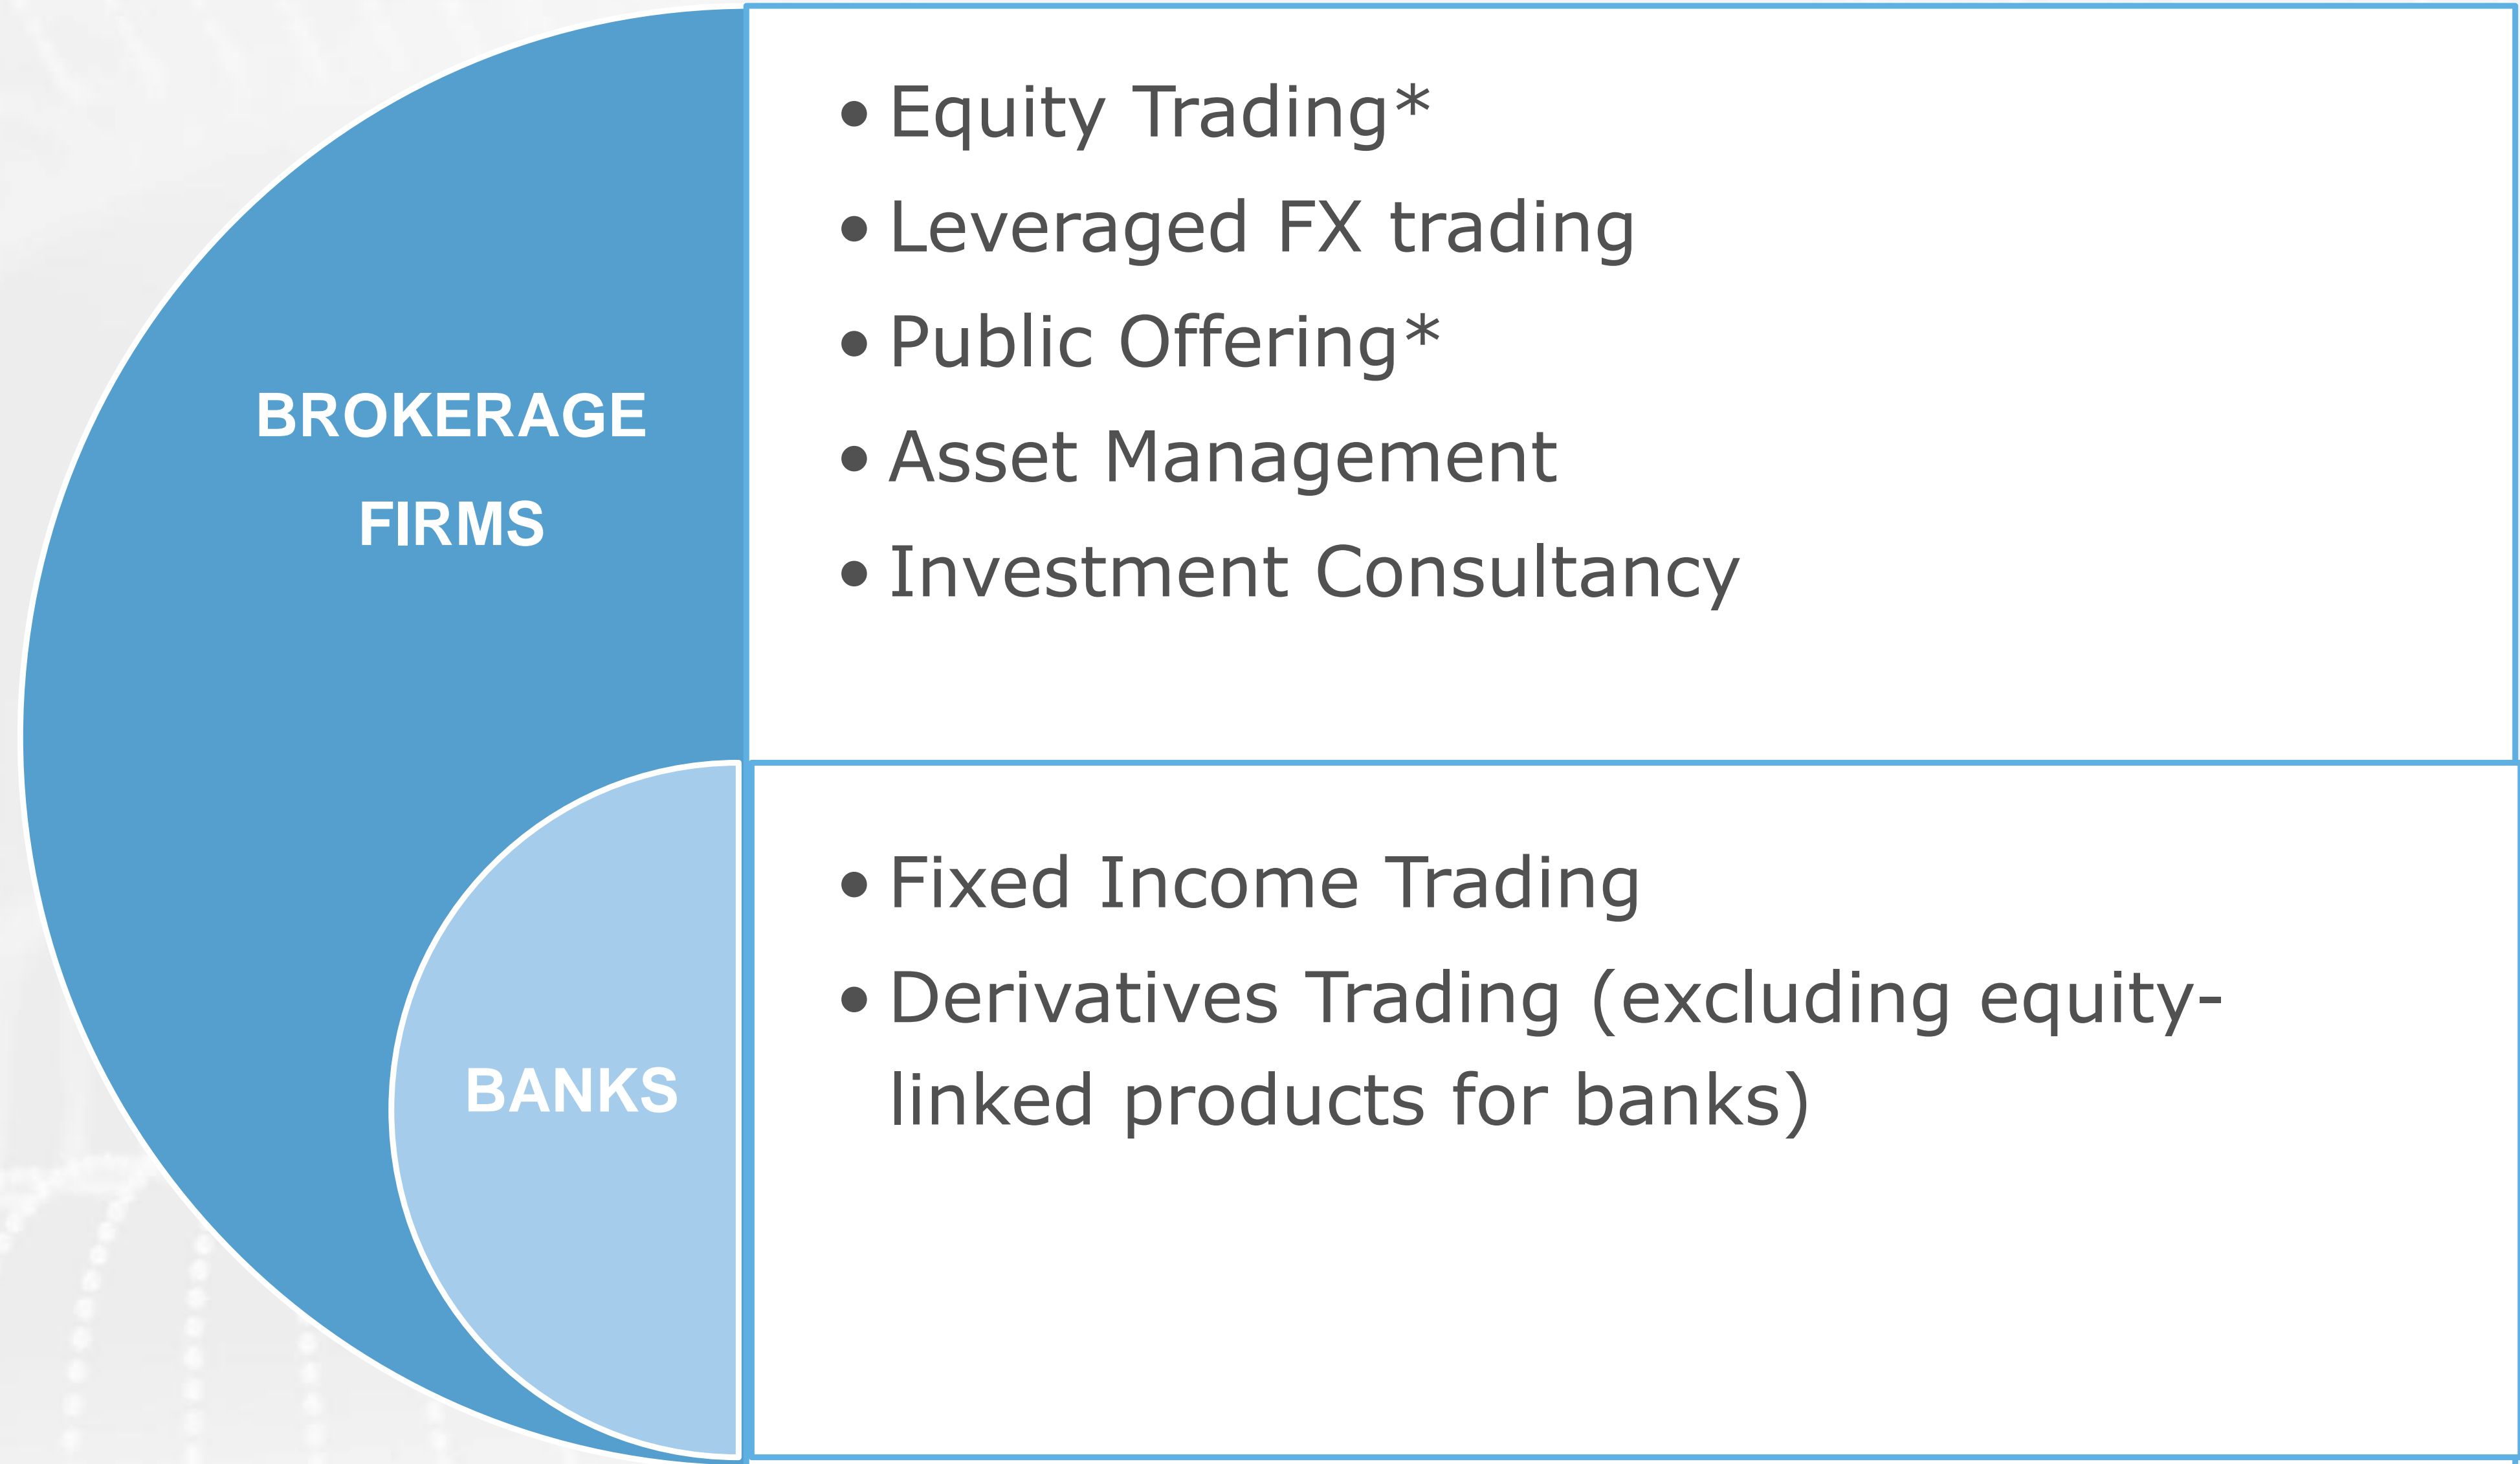 BROKERAGE
FIRMS
• Equity Trading*
• Leveraged FX trading
• Public Offering*
• Asset Management
• Investment Consultancy
BANKS
• Fixed Income Trading
• Derivatives Trading (excluding equity-
linked products for banks)